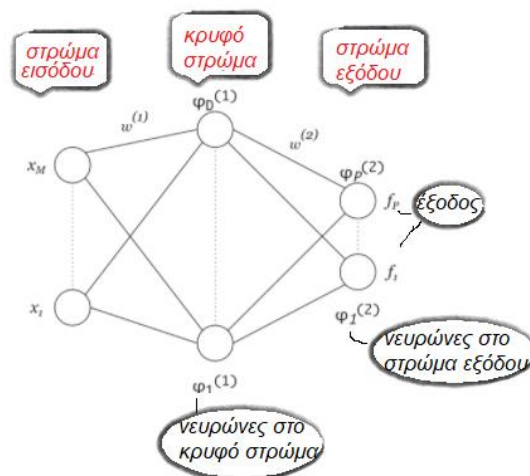 στρώμα
εισόδου
κρυφό
στρώμα
στρώμα
εξόδου
φD(1)
w(1)
w(2)
xM
φP(2)
fP
έξοδος
x1
f1
φ1(2)
νευρώνες στο
στρώμα εξόδου
φ1(1)
νευρώνες στο
κρυφό στρώμα